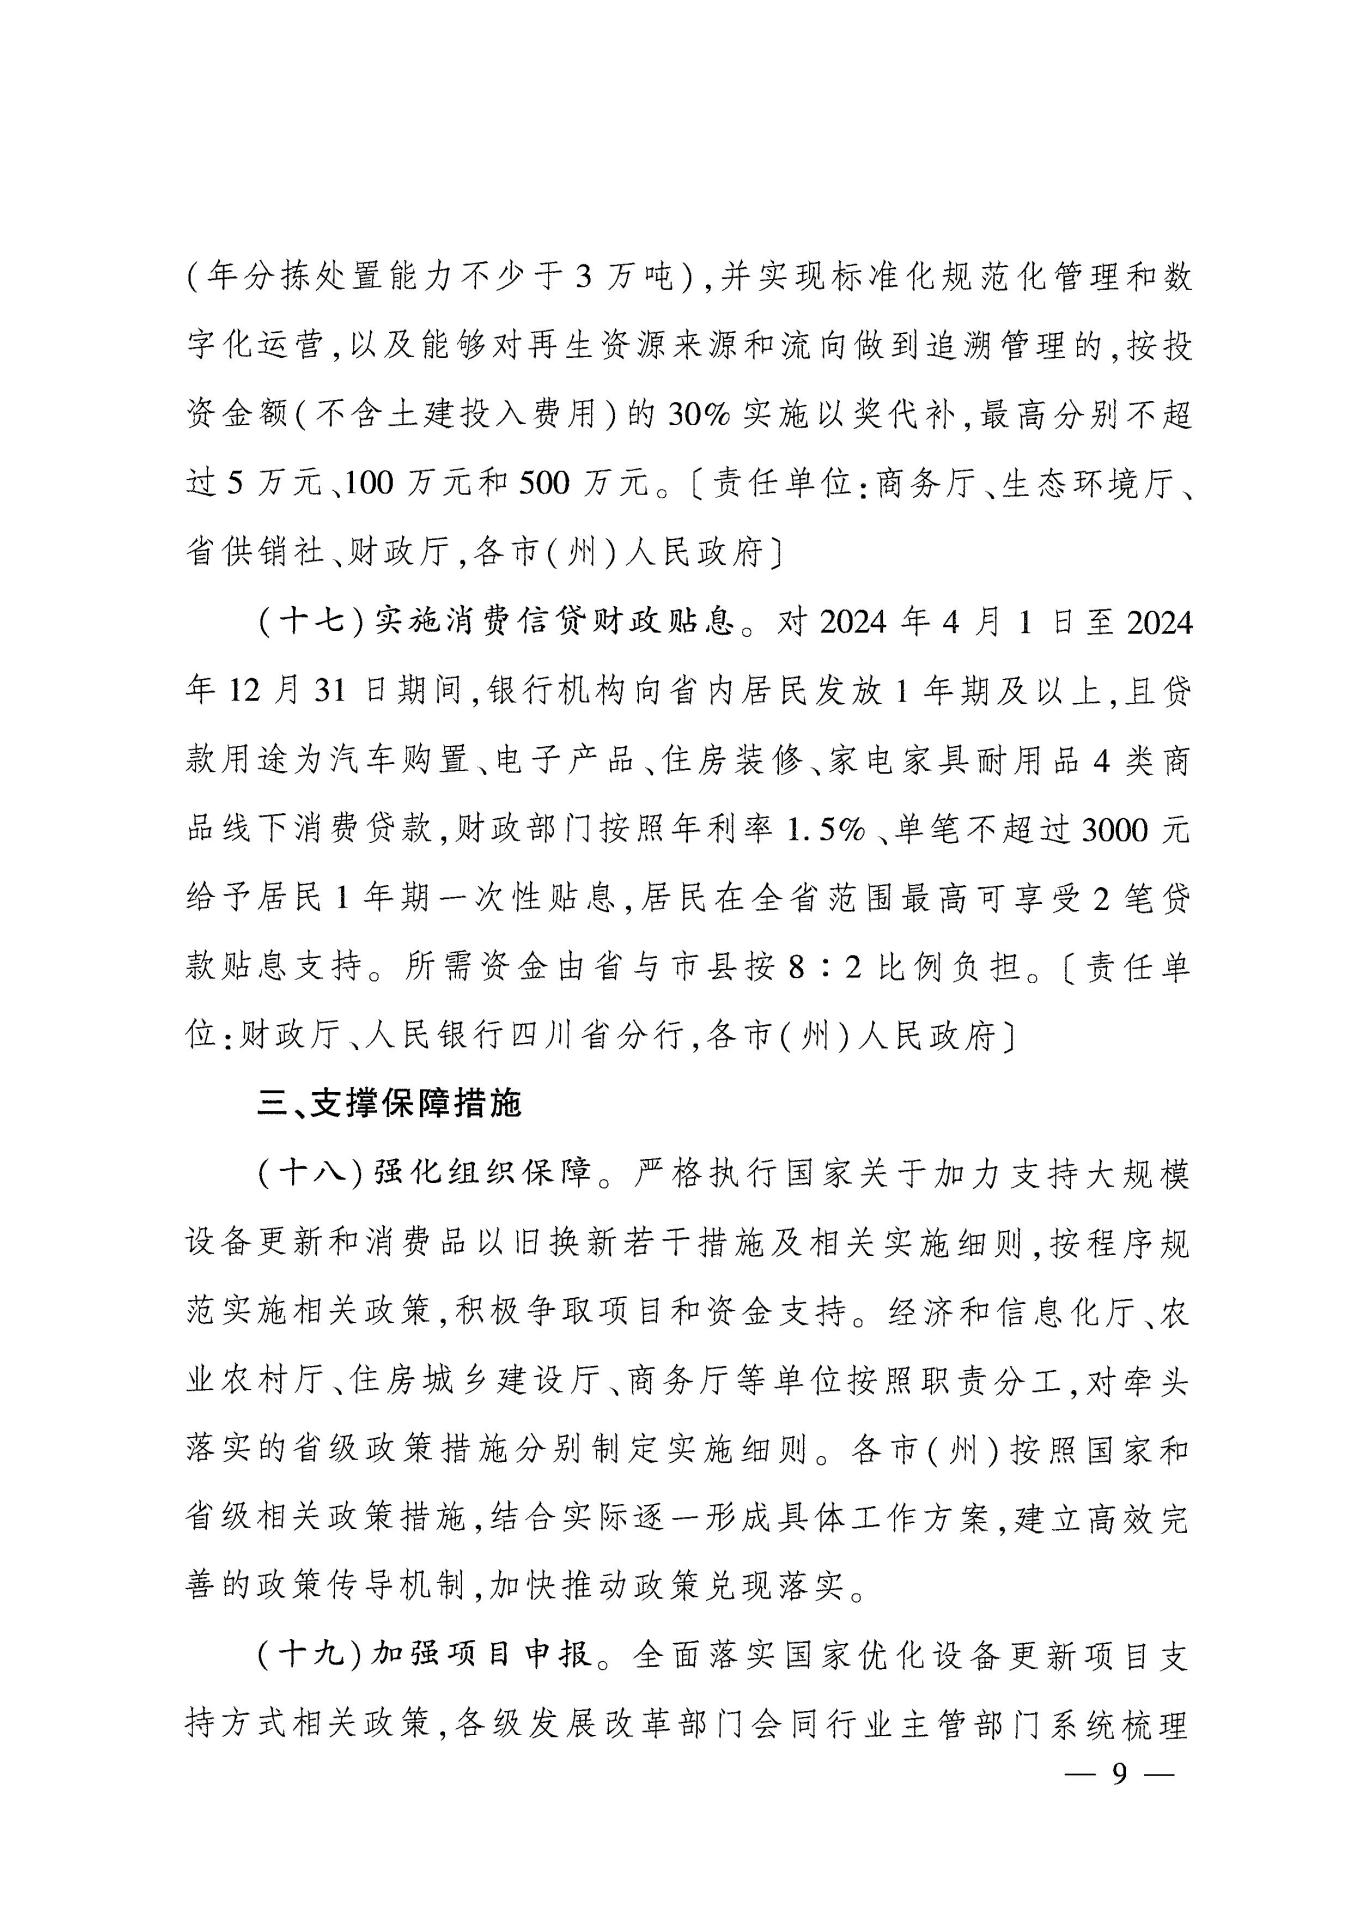 (年分拣处置能力不少于3万吨),并实现标准化规范化管理和数
字化运营,以及能够对再生资源来源和流向做到追溯管理的,按投
资金额(不含土建投入费用)的30%实施以奖代补,最高分别不超
过5万元、100万元和500万元。〔责任单位:商务厅、生态环境厅、
省供销社、财政厅,各市(州)人民政府〕
(十七)实施消费信贷财政贴息。对2024年4月1日至2024
年12月31日期间,银行机构向省内居民发放1年期及以上,且贷
款用途为汽车购置、电子产品、住房装修、家电家具耐用品4类商
品线下消费贷款,财政部门按照年利率1.5%、单笔不超过3000元
给予居民1年期一次性贴息,居民在全省范围最高可享受2笔贷
款贴息支持。所需资金由省与市县按8∶2比例负担。〔责任单
位:财政厅、人民银行四川省分行,各市(州)人民政府〕
三、支撑保障措施
(十八)强化组织保障。严格执行国家关于加力支持大规模
设备更新和消费品以旧换新若干措施及相关实施细则,按程序规
范实施相关政策,积极争取项目和资金支持。经济和信息化厅、农
业农村厅、住房城乡建设厅、商务厅等单位按照职责分工,对牵头
落实的省级政策措施分别制定实施细则。各市(州)按照国家和
省级相关政策措施,结合实际逐一形成具体工作方案,建立高效完
善的政策传导机制,加快推动政策兑现落实。
(十九)加强项目申报。全面落实国家优化设备更新项目支
持方式相关政策,各级发展改革部门会同行业主管部门系统梳理
— 9 —